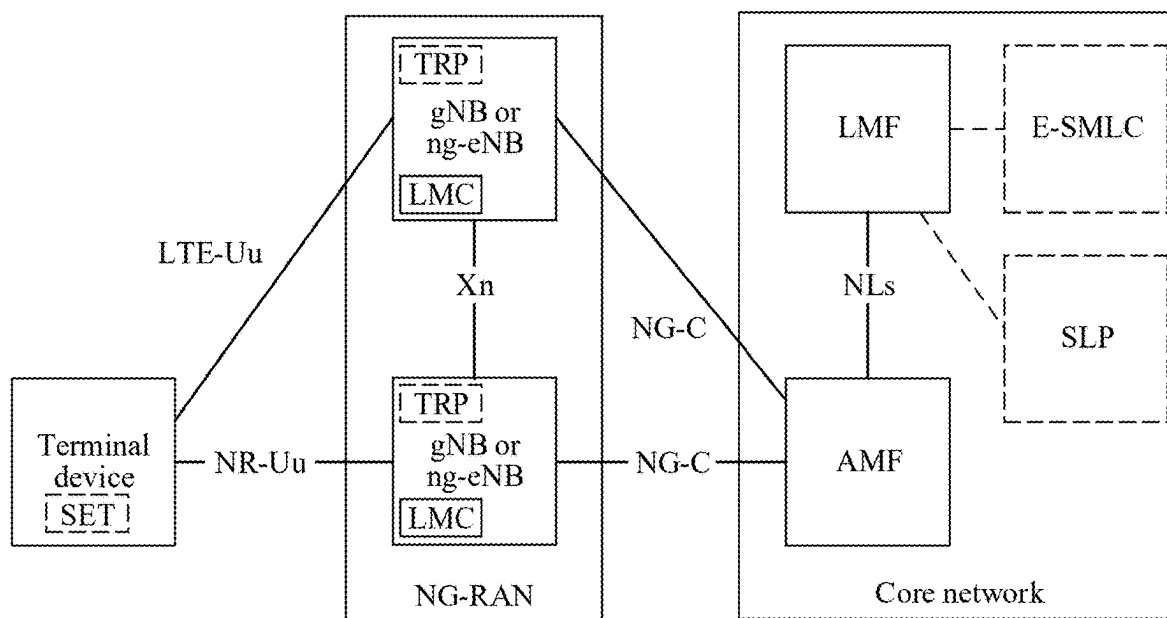 TRP
gNB or
ng-eNB
LMC
LMF
E-SMLC
LTE-Uu
Xn
NG-C
NLs
SLP
Terminal
device
SET
NR-Uu
TRP
gNB or
ng-eNB
LMC
NG-C
AMF
NG-RAN
Core network